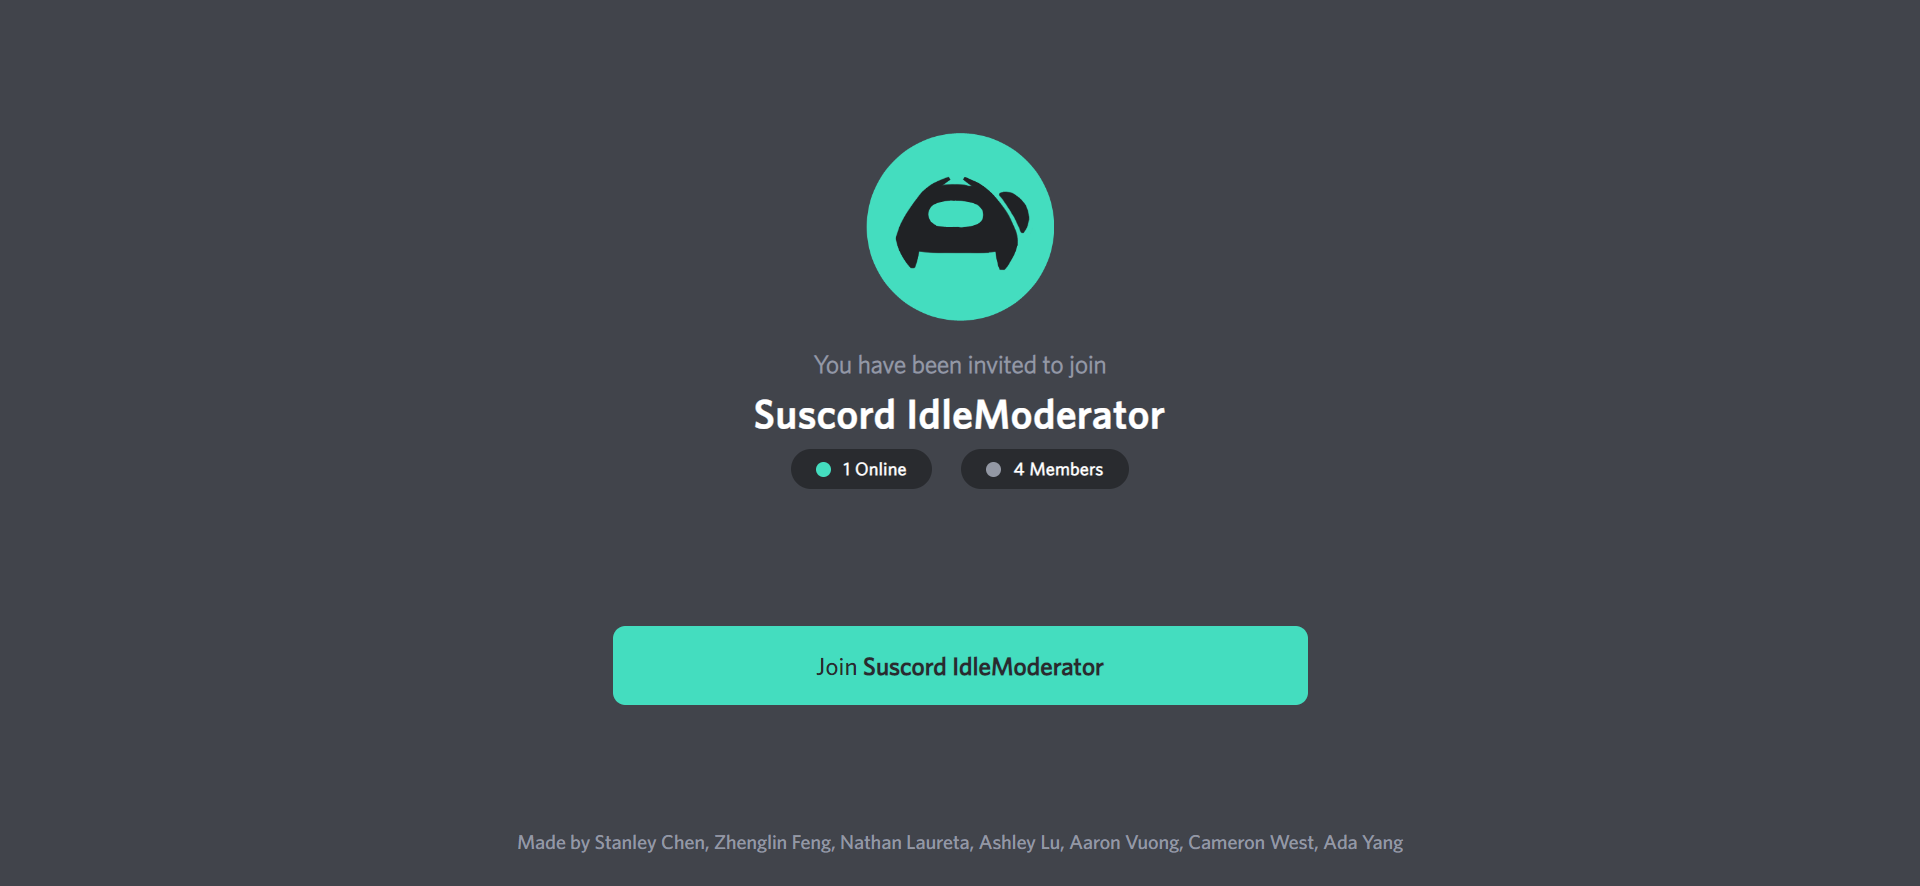 You have been invited to join
Suscord IdleModerator
1 Online
4 Members
Join Suscord IdleModerator
Made by Stanley Chen, Zhenglin Feng, Nathan Laureta, Ashley Lu, Aaron Vuong, Cameron West, Ada Yang